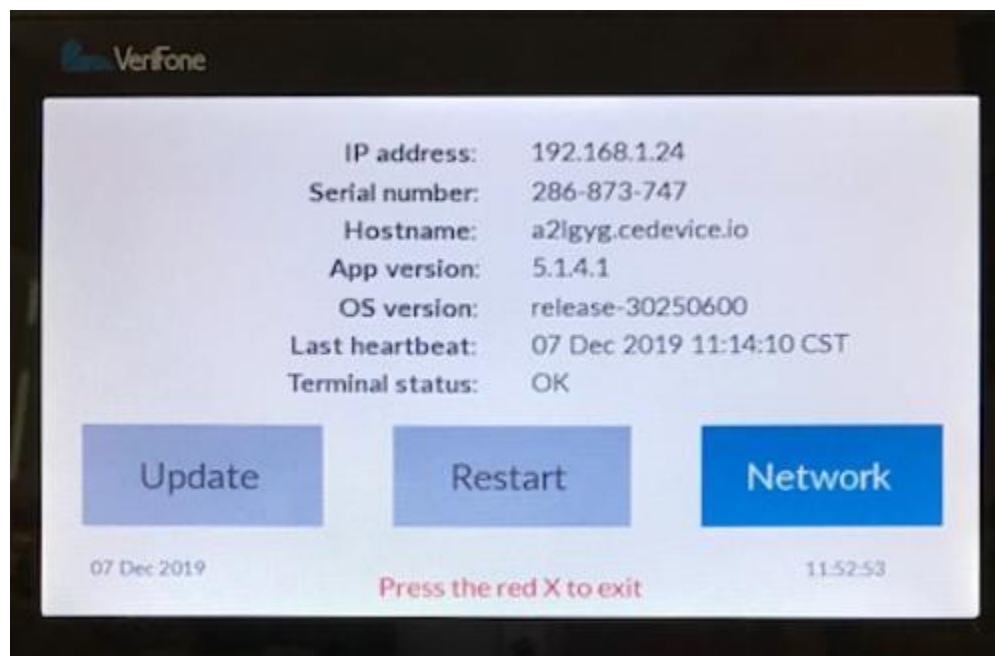 VeriFone
IP address: 192.168.1.24
Serial number: 286-873-747
Hostname: a2lgyg.cedevice.io
App version: 5.1.4.1
OS version: release-30250600
Last heartbeat: 07 Dec 2019 11:14:10 CST
Terminal status: OK
Update Restart Network
07 Dec 2019 11:52:53
Press the red X to exit